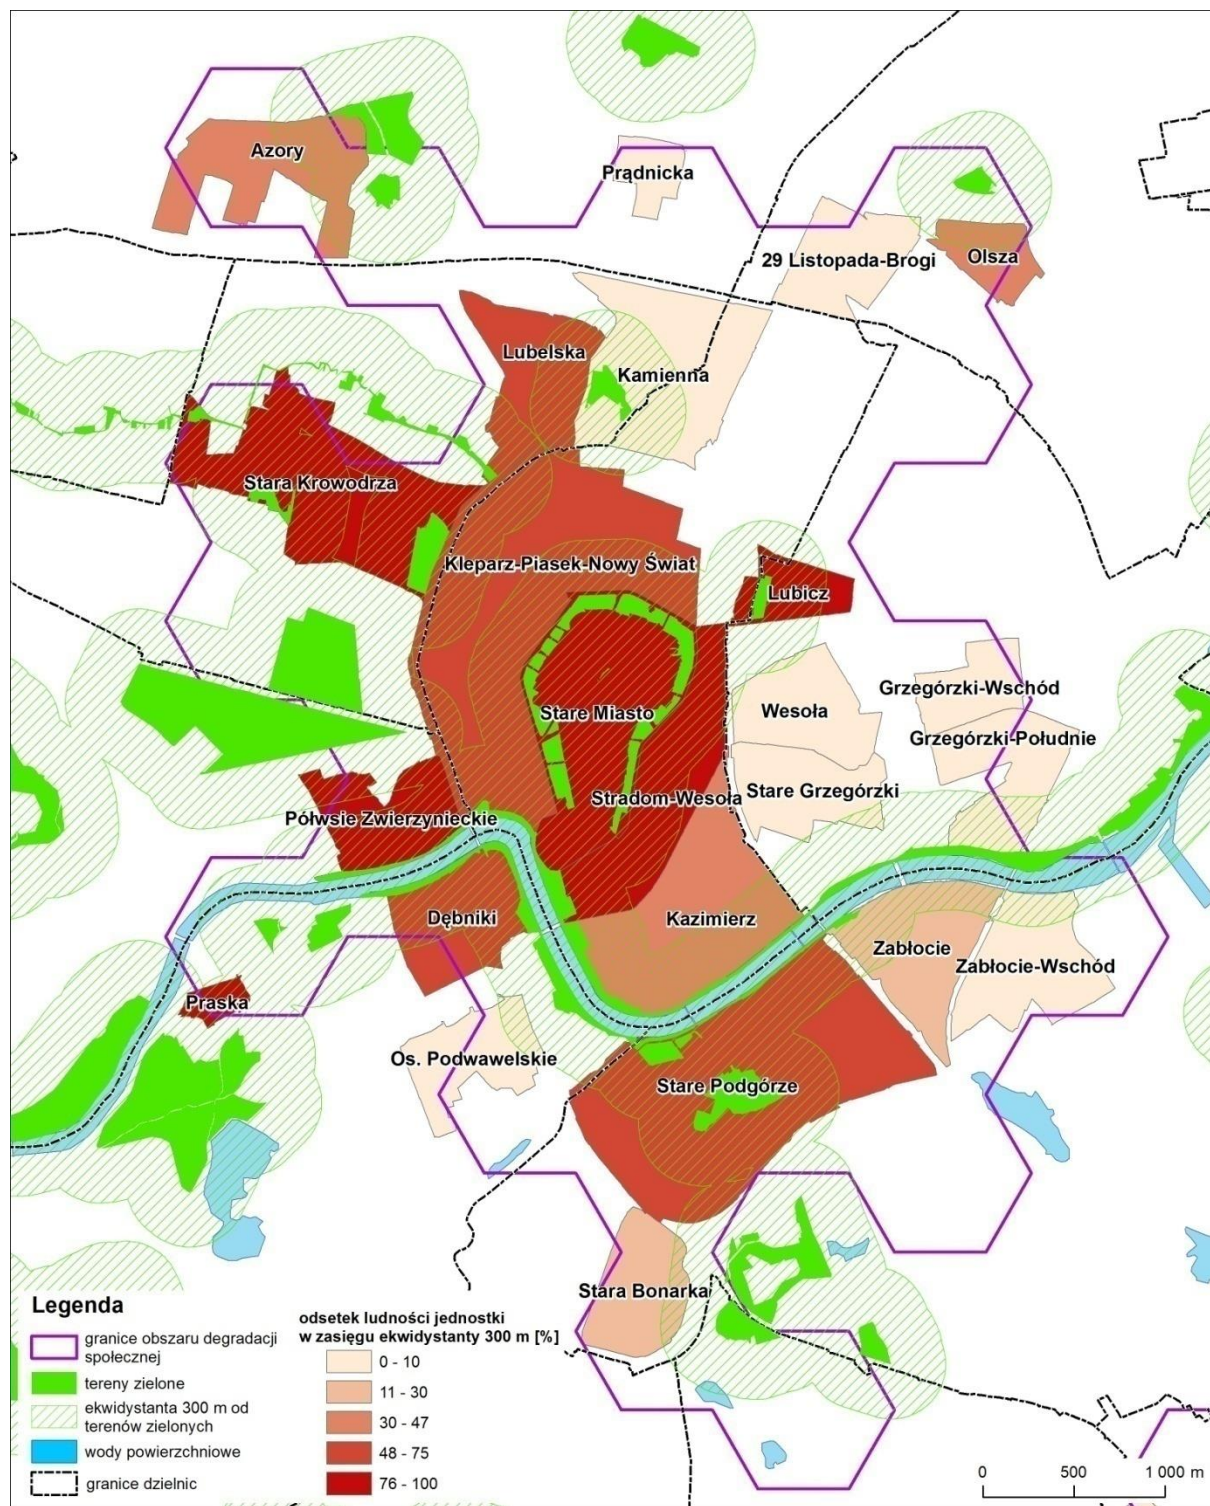 Azory
Prądnicka
29 Listopada-Brogi
Olsza
Lubelska
Kamienna
Stara Krowodrza
Kleparz-Piasek-Nowy Świat
Lubicz
Grzegórzki-Wschód
Stare Miasto
Wesoła
Grzegórzki-Południe
Stradom-Wesoła
Stare Grzegórzki
Półwsie Zwierzynieckie
Dębniki
Kazimierz
Zabłocie
Zabłocie-Wschód
Praska
Os. Podwawelskie
Stare Podgórze
Stara Bonarka
Legenda
granice obszaru degradacji
społecznej
tereny zielone
ekwidystanta 300 m od
terenów zielonych
wody powierzchniowe
granice dzielnic
odsetek ludności jednostki
w zasięgu ekwidystanty 300 m [%]
0 - 10
11 - 30
30 - 47
48 - 75
76 - 100
0 500 1 000 m